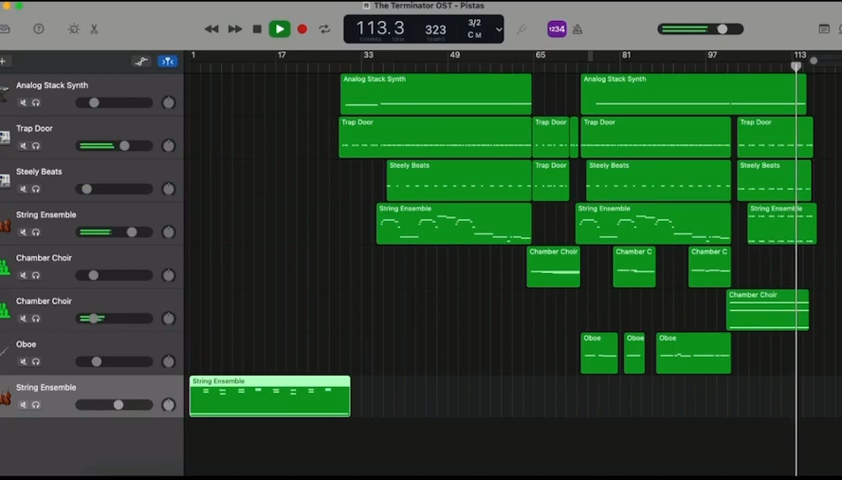 The Terminator OST - Pistas
113.3
323
TEMPO
3/2
C M
1234
1 17 33 49 65 81 97 113
Analog Stack Synth
Analog Stack Synth
Analog Stack Synth
Trap Door
Trap Door
Trap Door
Trap Door
Trap Door
Steely Beats
Steely Beats
Trap Door
Steely Beats
Steely Beats
String Ensemble
String Ensemble
String Ensemble
String Ensemble
Chamber Choir
Chamber Choir
Chamber C
Chamber C
Chamber Choir
Chamber Choir
Oboe
Oboe
Oboe
Oboe
String Ensemble
String Ensemble